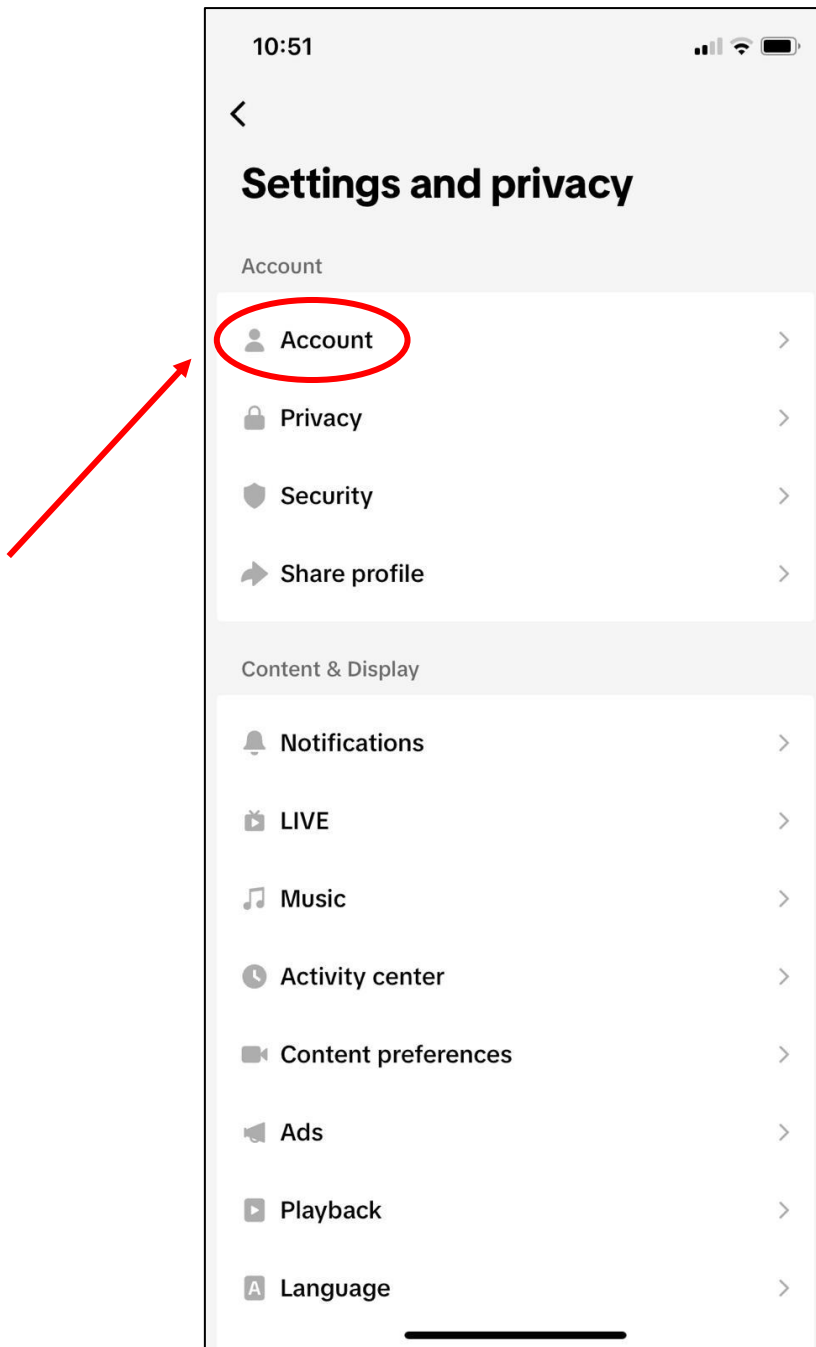 10:51
Settings and privacy
Account
Account
Privacy
Security
Share profile
Content & Display
Notifications
LIVE
Music
Activity center
Content preferences
Ads
Playback
A Language